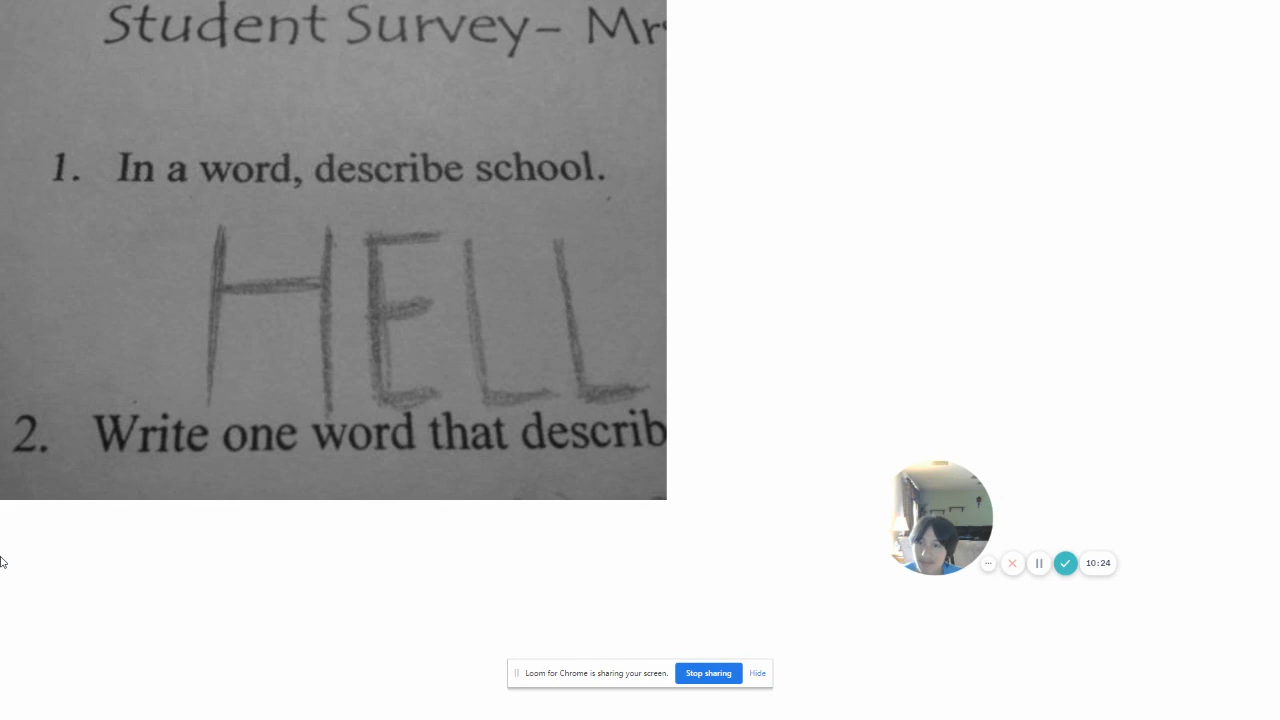 Student Survey- Mr
1. In a word, describe school.
HELL
2. Write one word that describ
10:24
Loom for Chrome is sharing your screen. Stop sharing Hide